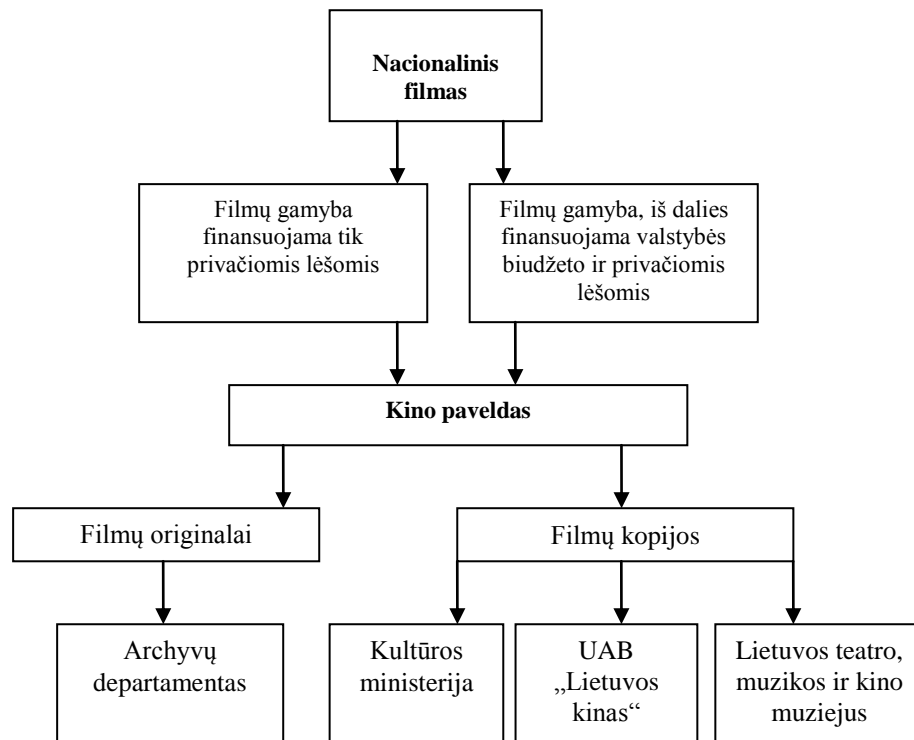 Nacionalinis
filmas
Filmų gamyba
finansuojama tik
privačiomis lėšomis
Filmų gamyba, iš dalies
finansuojama valstybės
biudžeto ir privačiomis
lėšomis
Kino paveldas
Filmų originalai
Filmų kopijos
Archyvų
departamentas
Kultūros
ministerija
UAB
„Lietuvos
kinas“
Lietuvos teatro,
muzikos ir kino
muziejus